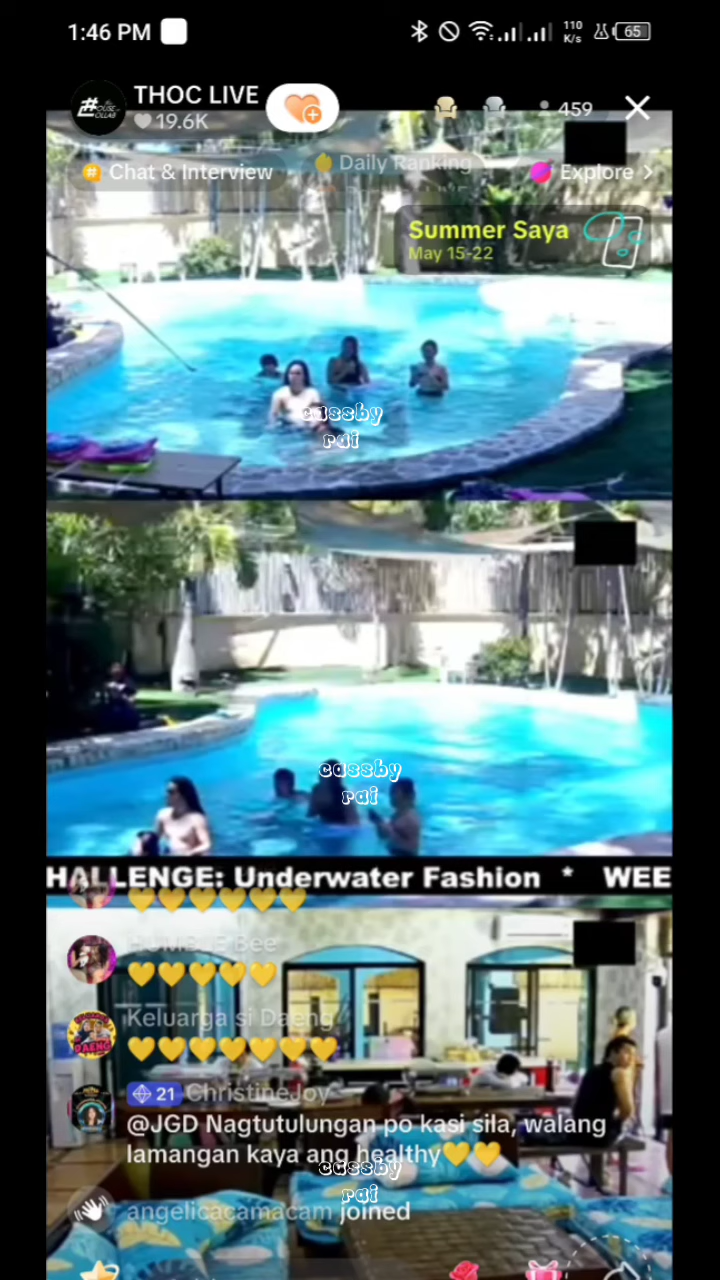 1:46 PM
110
K/s
65
#
THOC LIVE
19.6K
459
# Chat & Interview
Daily Ranking
Explore >
Summer Saya
May 15-22
cassby
rai
cassby
rai
HALLENGE: Underwater Fashion * WEE
Bee
Keluarga si Daeng
DAENG
21 ChristineJoy
@JGD Nagtutulungan po kasi sila, walang
lamangan kaya ang healthy💛💛
cassby
rai
angelicacamacam joined